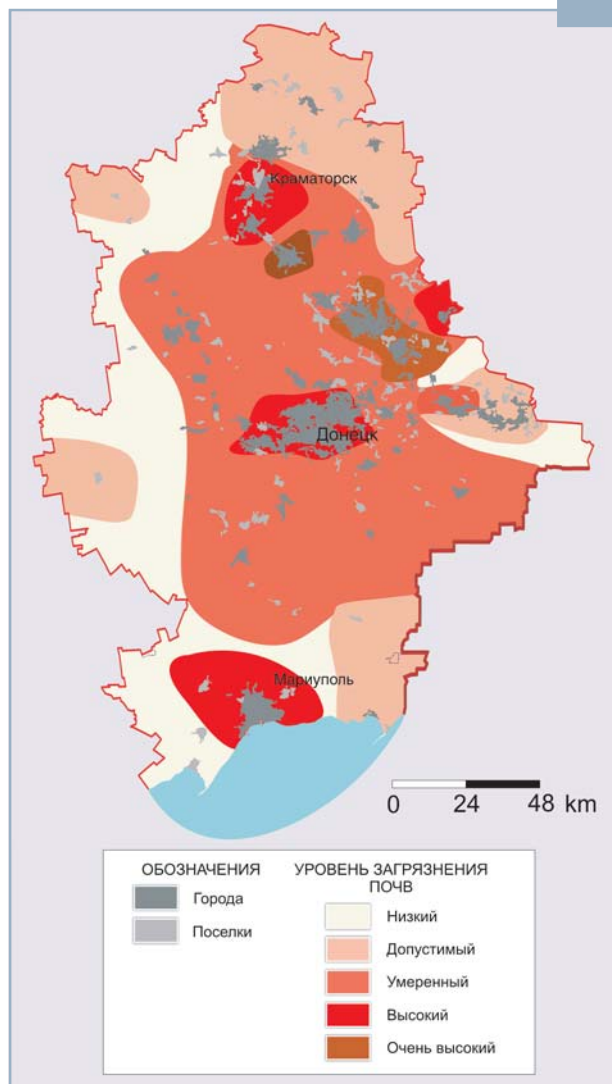 Краматорск
Донецк
Мариуполь
0 24 48 km
ОБОЗНАЧЕНИЯ
Города
Поселки
УРОВЕНЬ ЗАГРЯЗНЕНИЯ
ПОЧВ
Низкий
Допустимый
Умеренный
Высокий
Очень высокий